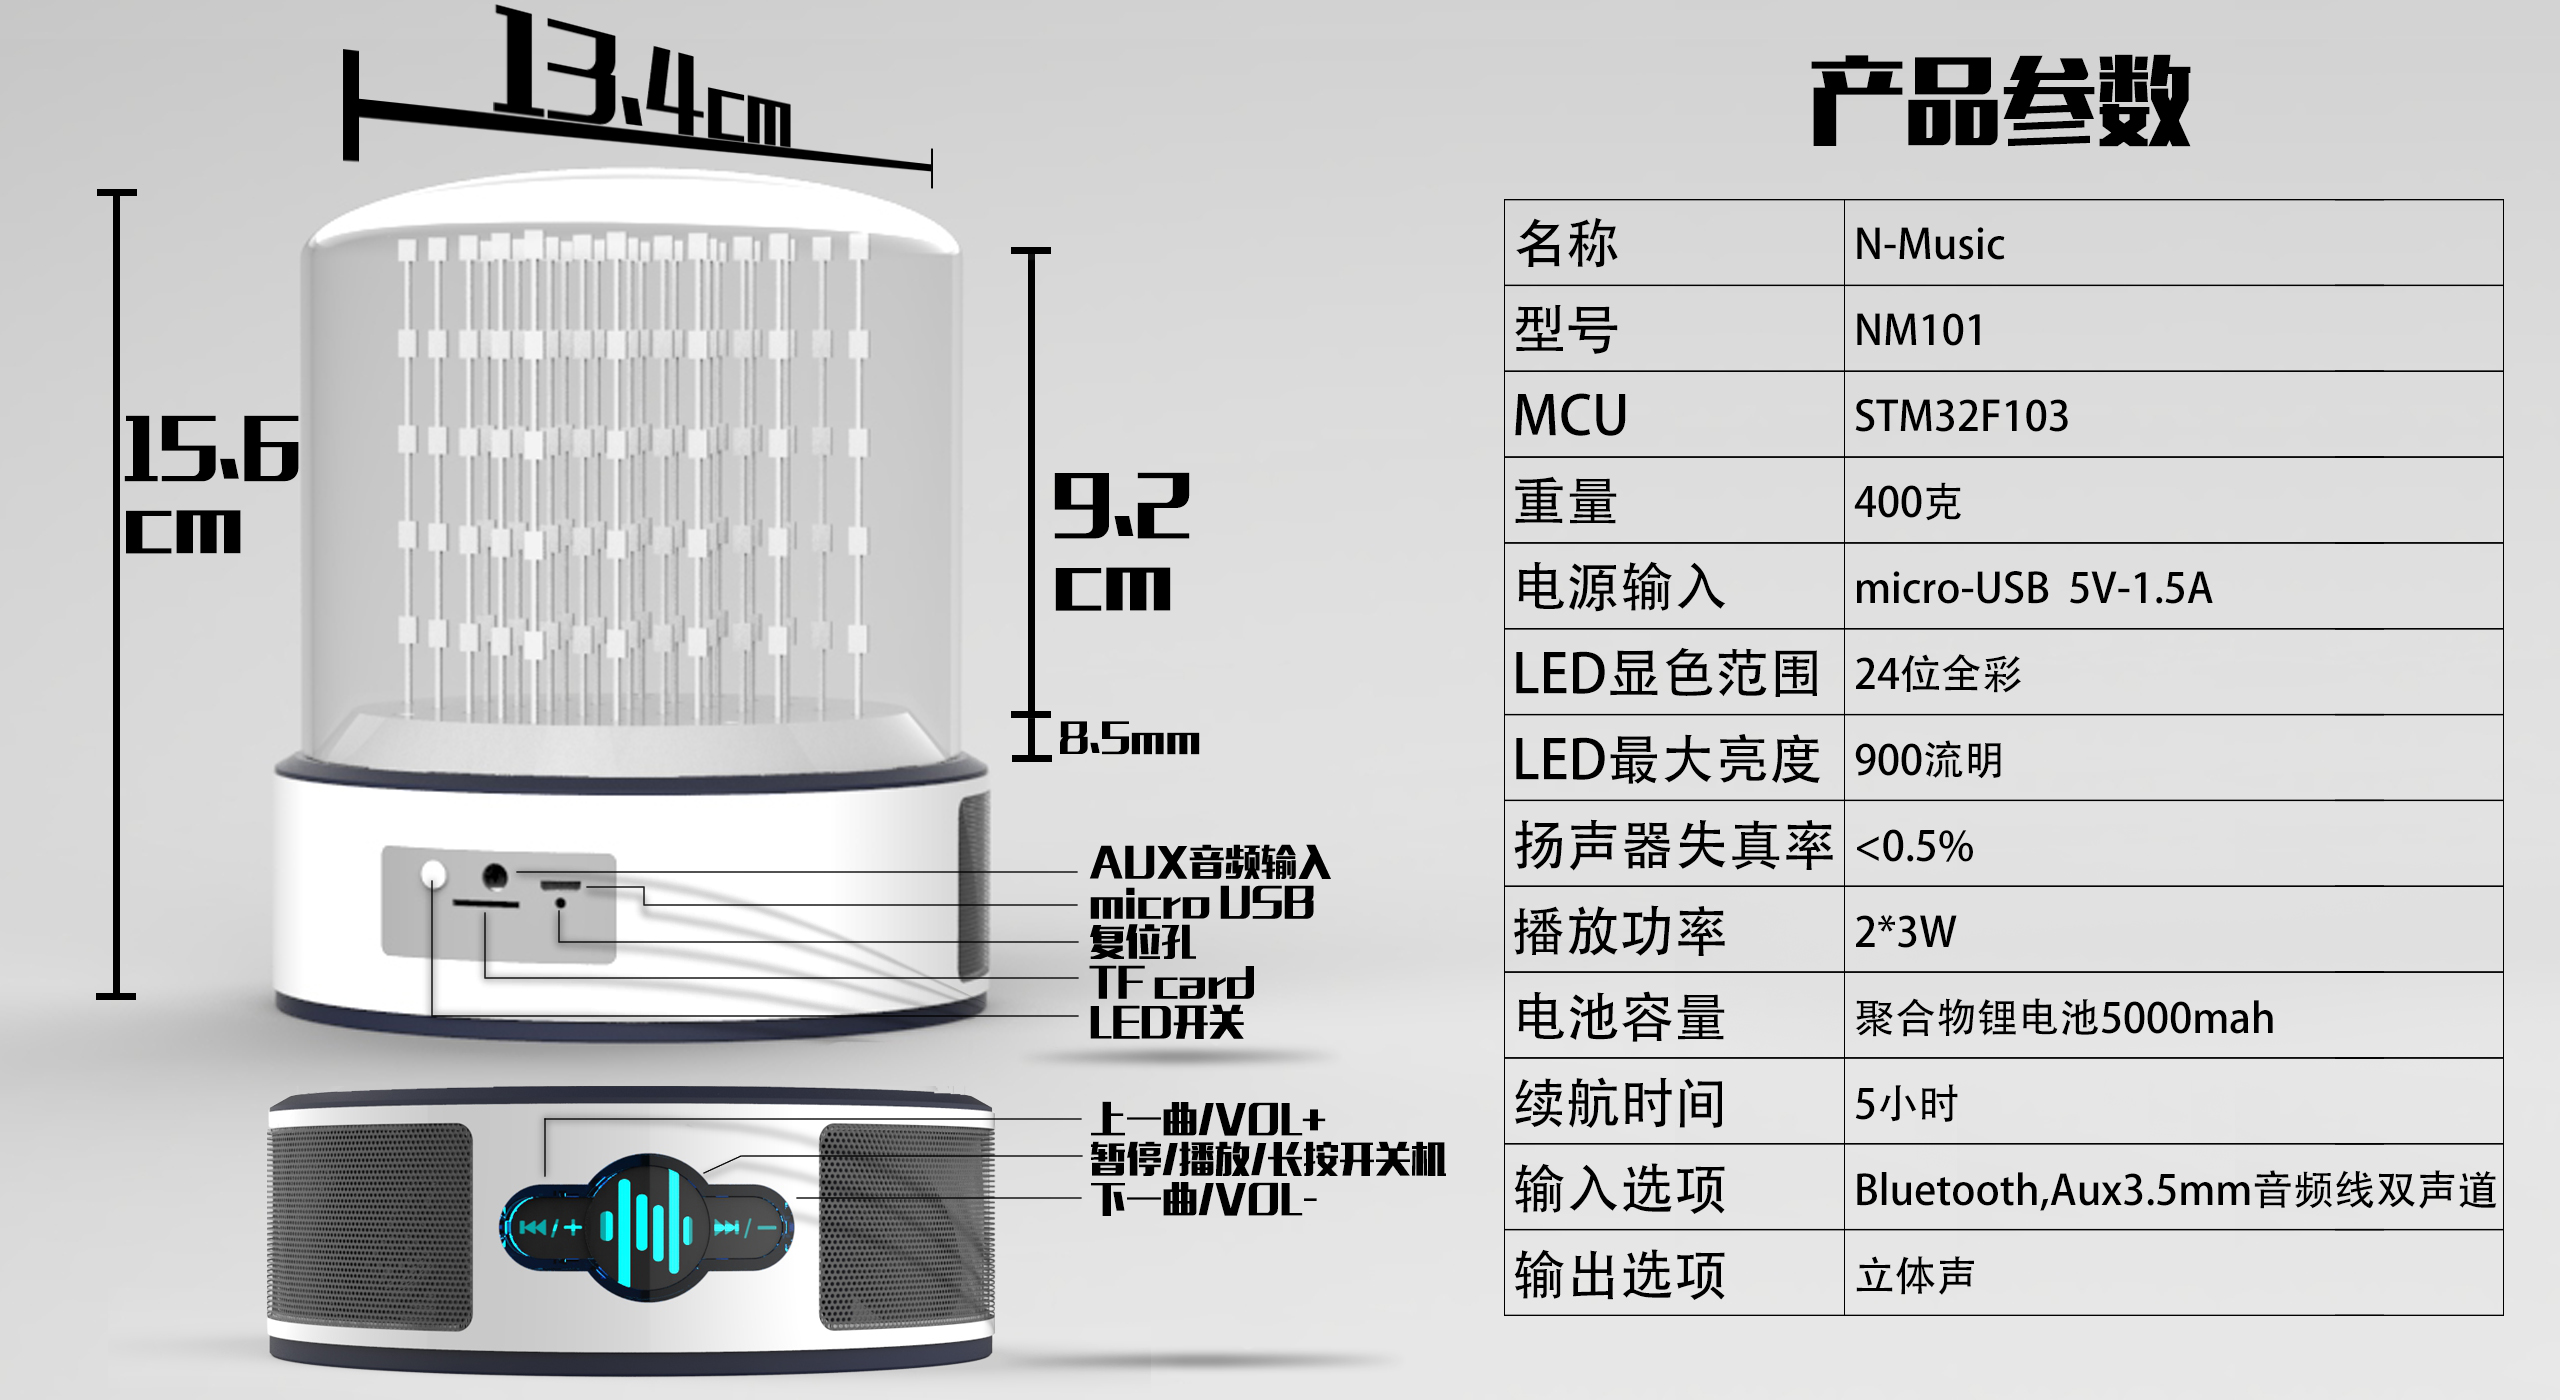 13.4cm
15.6
cm
9.2
cm
8.5mm
AUX音频输入
micro USB
复位孔
TF card
LED开关
上一曲/VOL+
暂停/播放/长按开关机
下一曲/VOL-
/ +
/ -
产品参数
名称 N-Music
型号 NM101
MCU STM32F103
重量 400克
电源输入 micro-USB 5V-1.5A
LED显色范围 24位全彩
LED最大亮度 900流明
扬声器失真率 <0.5%
播放功率 2*3W
电池容量 聚合物锂电池5000mah
续航时间 5小时
输入选项 Bluetooth,Aux3.5mm音频线双声道
输出选项 立体声